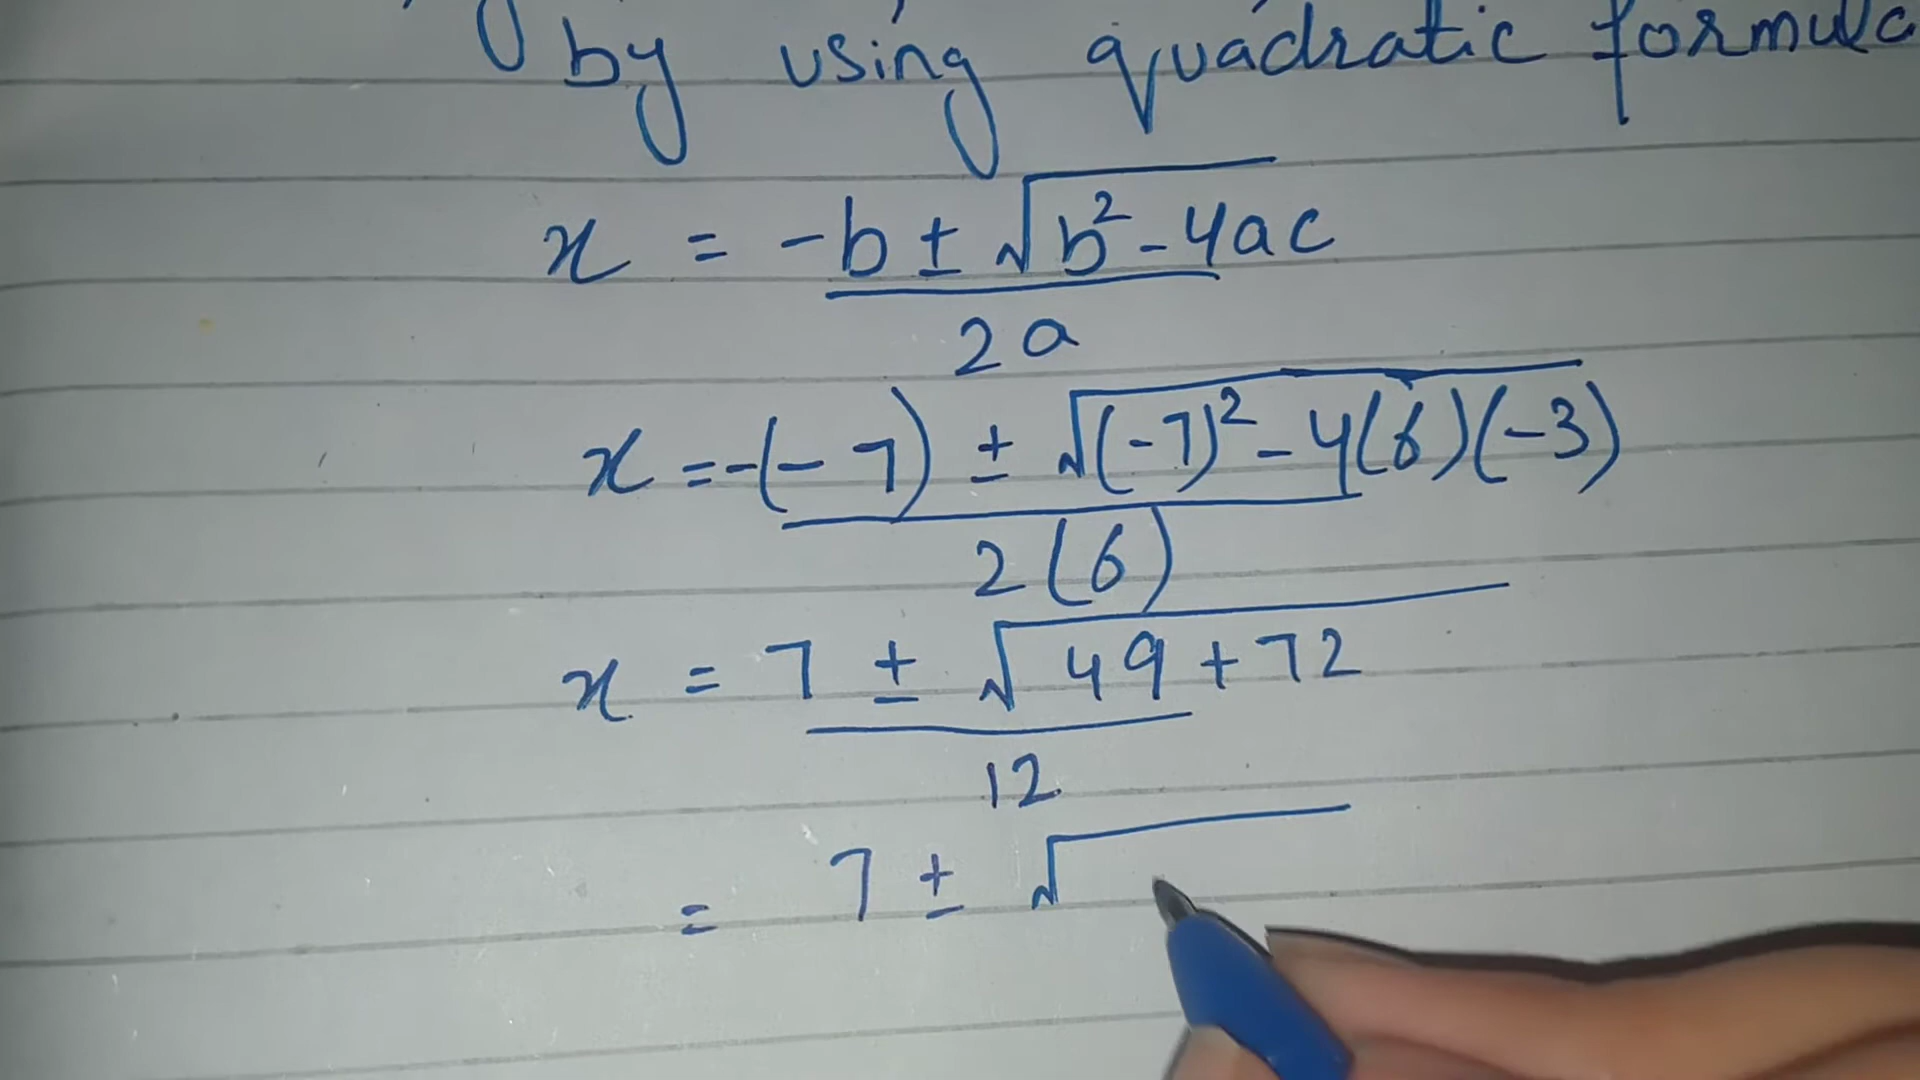 by using quadratic formula
x = -b ± √b² - 4ac
2a
x = -(-7) ± √(-7)² - 4(6)(-3)
2(6)
x = 7 ± √49 + 72
12
= 7 ± √